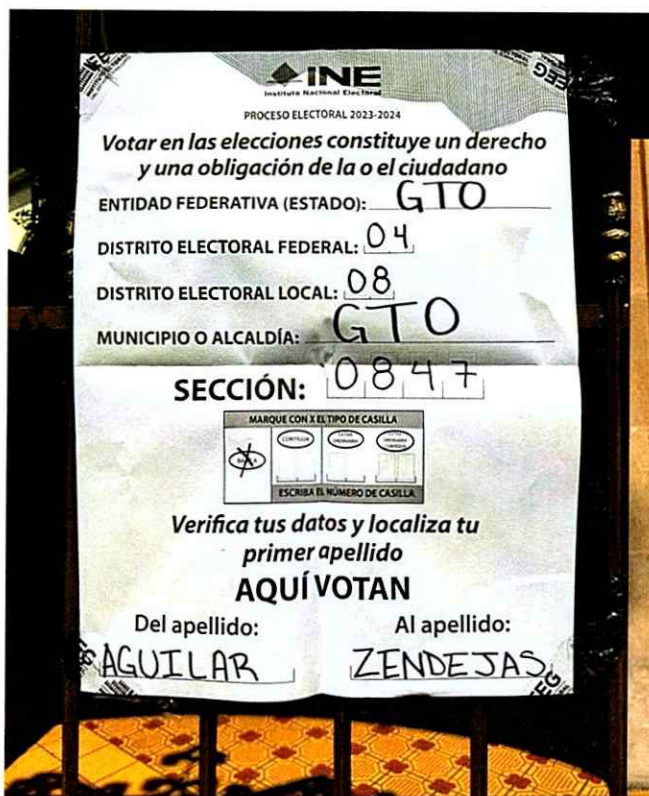 INE
Instituto Nacional Electoral
PROCESO ELECTORAL 2023-2024
Votar en las elecciones constituye un derecho
y una obligación de la o el ciudadano
ENTIDAD FEDERATIVA (ESTADO): GTO
DISTRITO ELECTORAL FEDERAL: 04
DISTRITO ELECTORAL LOCAL: 08
MUNICIPIO O ALCALDÍA: GTO
SECCIÓN: 0847
MARQUE CON X EL TIPO DE CASILLA
CONTIGUA
ESCRIBA EL NÚMERO DE CASILLA
Verifica tus datos y localiza tu
primer apellido
AQUÍ VOTAN
Del apellido: Al apellido:
AGUILAR ZENDEJAS